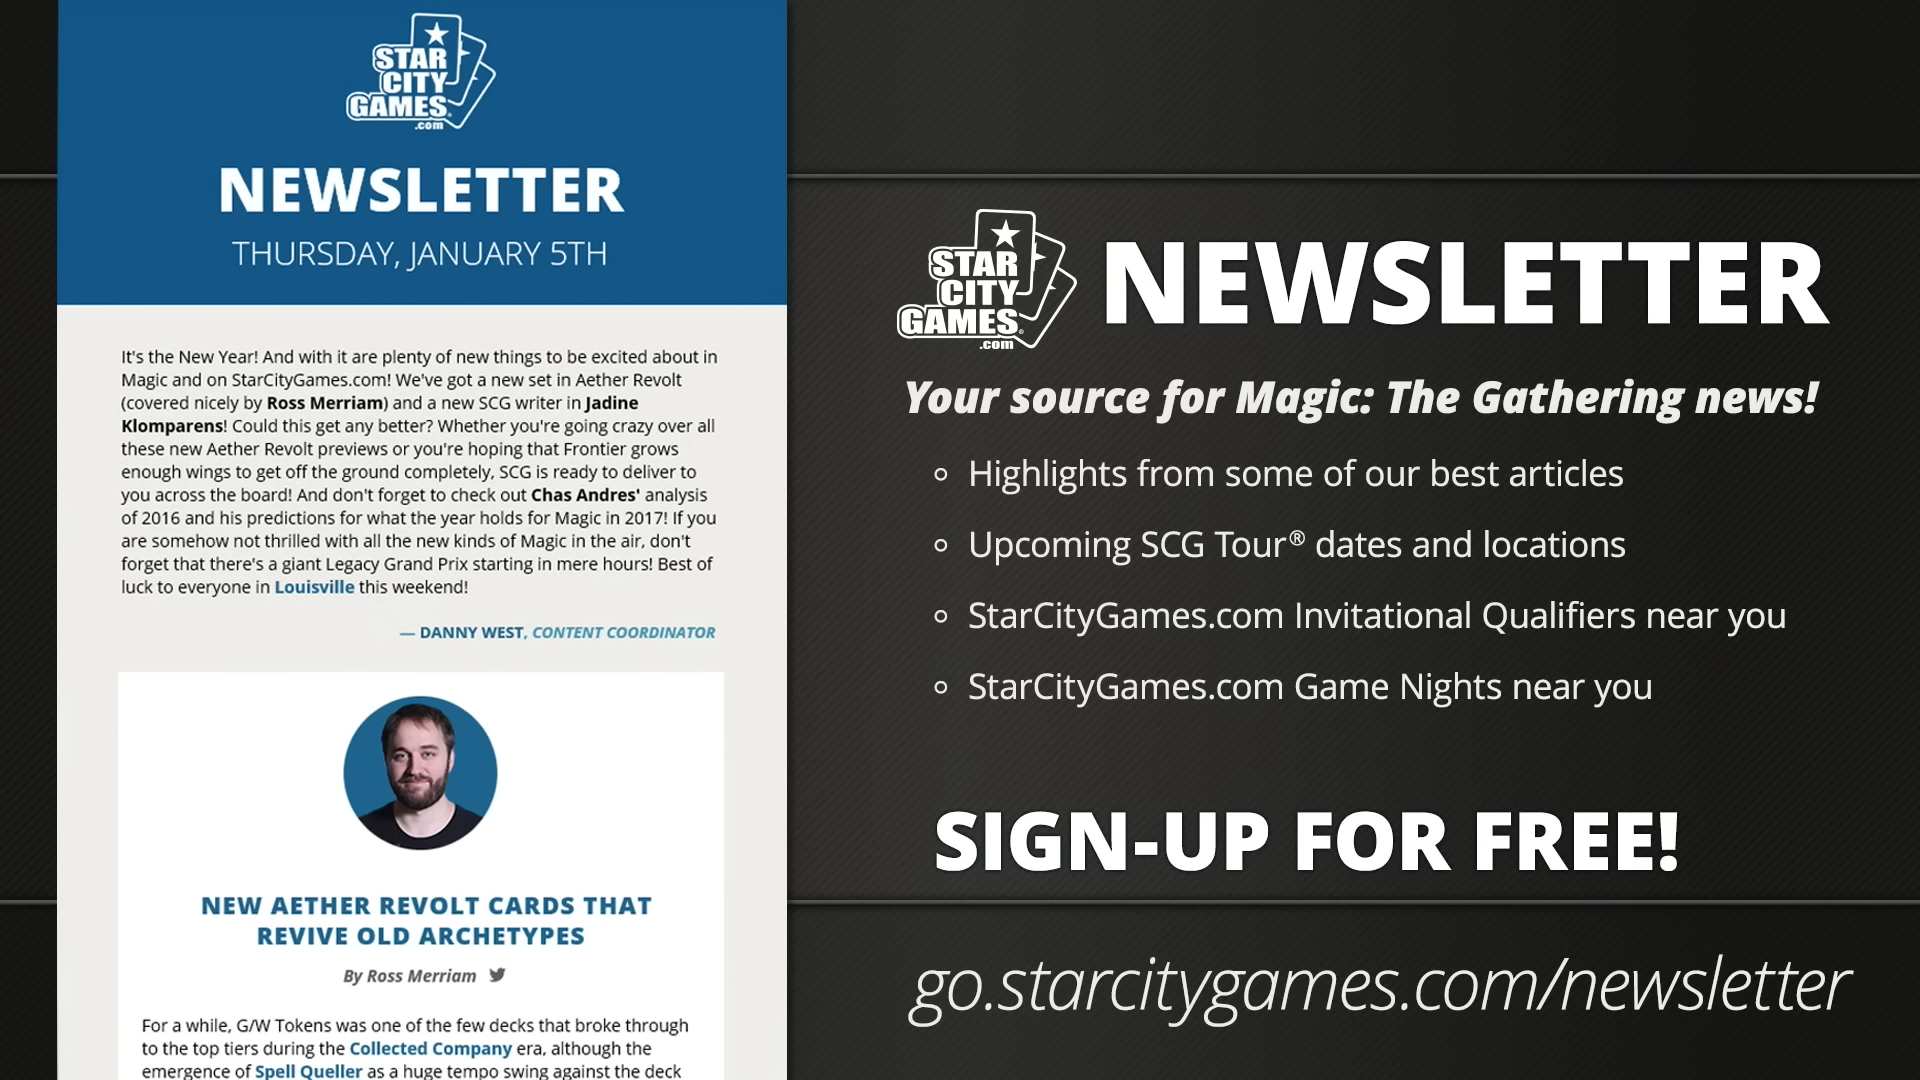 STAR
CITY
GAMES
.com
NEWSLETTER
THURSDAY, JANUARY 5TH
It's the New Year! And with it are plenty of new things to be excited about in
Magic and on StarCityGames.com! We've got a new set in Aether Revolt
(covered nicely by Ross Merriam) and a new SCG writer in Jadine
Klomparens! Could this get any better? Whether you're going crazy over all
these new Aether Revolt previews or you're hoping that Frontier grows
enough wings to get off the ground completely, SCG is ready to deliver to
you across the board! And don't forget to check out Chas Andres' analysis
of 2016 and his predictions for what the year holds for Magic in 2017! If you
are somehow not thrilled with all the new kinds of Magic in the air, don't
forget that there's a giant Legacy Grand Prix starting in mere hours! Best of
luck to everyone in Louisville this weekend!
— DANNY WEST, CONTENT COORDINATOR
NEW AETHER REVOLT CARDS THAT
REVIVE OLD ARCHETYPES
By Ross Merriam
For a while, G/W Tokens was one of the few decks that broke through
to the top tiers during the Collected Company era, although the
emergence of Spell Queller as a huge tempo swing against the deck
STAR
CITY
GAMES®
.com
NEWSLETTER
Your source for Magic: The Gathering news!
Highlights from some of our best articles
Upcoming SCG Tour® dates and locations
StarCityGames.com Invitational Qualifiers near you
StarCityGames.com Game Nights near you
SIGN-UP FOR FREE!
go.starcitygames.com/newsletter